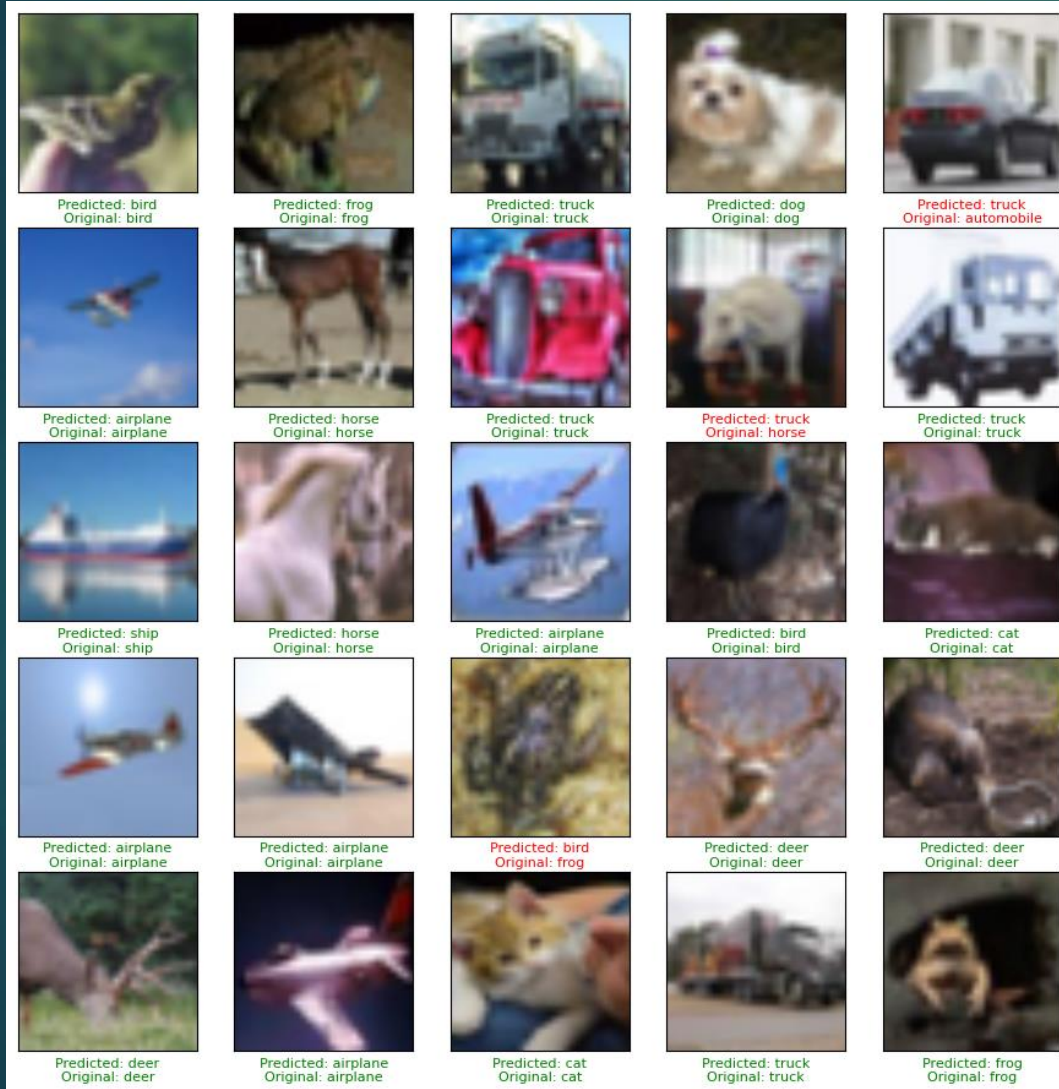 Predicted: bird
Original: bird
Predicted: frog
Original: frog
Predicted: truck
Original: truck
Predicted: dog
Original: dog
Predicted: truck
Original: automobile
Predicted: airplane
Original: airplane
Predicted: horse
Original: horse
Predicted: truck
Original: truck
Predicted: truck
Original: horse
Predicted: truck
Original: truck
Predicted: ship
Original: ship
Predicted: horse
Original: horse
Predicted: airplane
Original: airplane
Predicted: bird
Original: bird
Predicted: cat
Original: cat
Predicted: airplane
Original: airplane
Predicted: airplane
Original: airplane
Predicted: bird
Original: frog
Predicted: deer
Original: deer
Predicted: deer
Original: deer
Predicted: deer
Original: deer
Predicted: airplane
Original: airplane
Predicted: cat
Original: cat
Predicted: truck
Original: truck
Predicted: frog
Original: frog